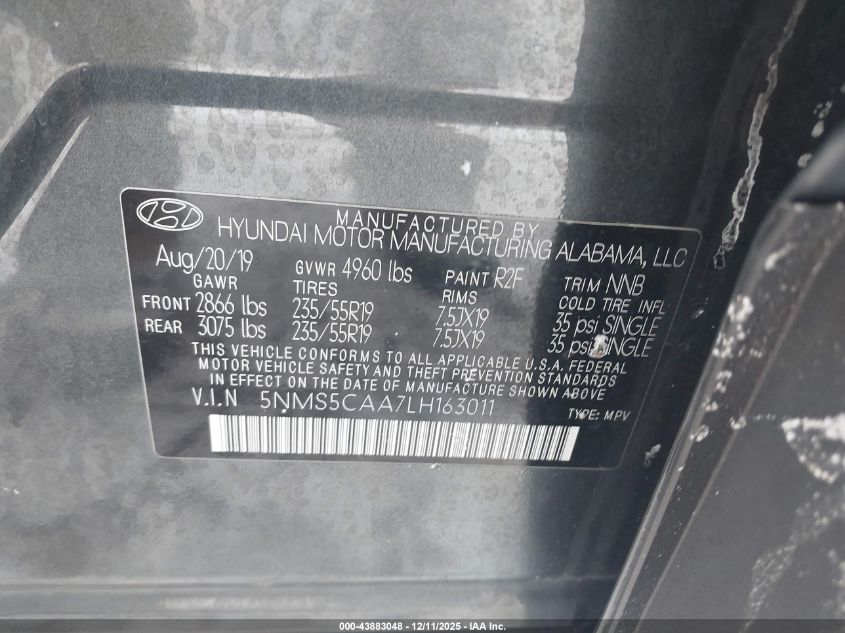 MANUFACTURED BY
HYUNDAI MOTOR MANUFACTURING ALABAMA, LLC
Aug/20/19 GVWR 4960 lbs PAINT R2F TRIM NNB
GAWR TIRES RIMS COLD TIRE INFL
FRONT 2866 lbs 235/55R19 7.5JX19 35 psi SINGLE
REAR 3075 lbs 235/55R19 7.5JX19 35 psi SINGLE
THIS VEHICLE CONFORMS TO ALL APPLICABLE U.S.A. FEDERAL
MOTOR VEHICLE SAFETY AND THEFT PREVENTION STANDARDS
IN EFFECT ON THE DATE OF MANUFACTURE SHOWN ABOVE
V.I.N 5NMS5CAA7LH163011 TYPE: MPV
000-43883048 - 12/11/2025 - IAA Inc.